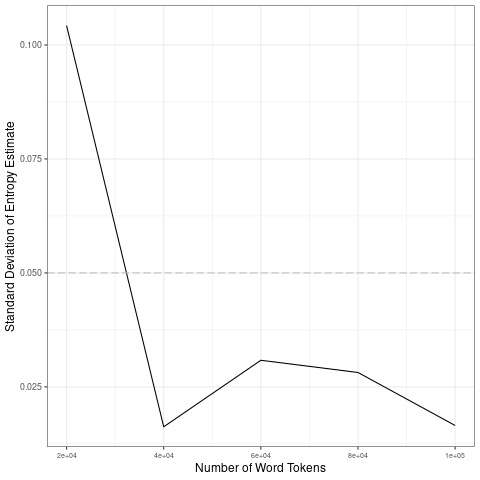 Standard Deviation of Entropy Estimate
0.100
0.075
0.050
0.025
2e+04 4e+04 6e+04 8e+04 1e+05
Number of Word Tokens